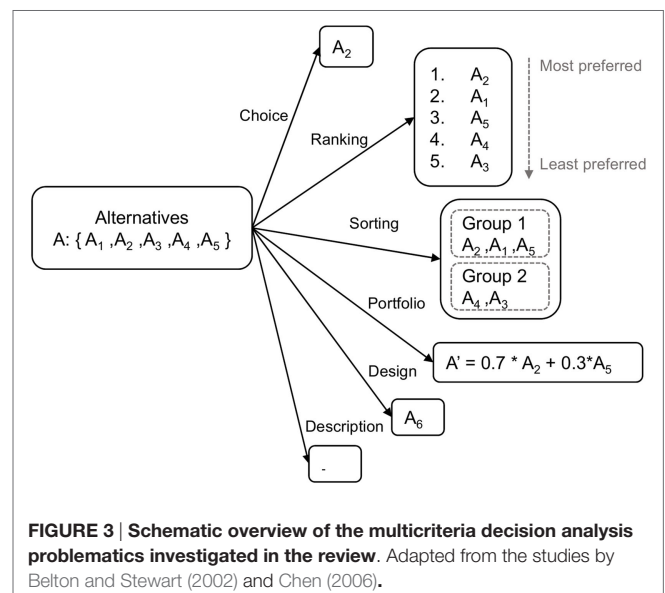 A₂
Choice
Ranking
1. A₂
2. A₁
3. A₅
4. A₄
5. A₃
Most preferred
Least preferred
Alternatives
A: { A₁ ,A₂ ,A₃ ,A₄ ,A₅ }
Sorting
Group 1
A₂ ,A₁ ,A₅
Group 2
A₄ ,A₃
Portfolio
A' = 0.7 * A₂ + 0.3*A₅
Design
A₆
Description
-
FIGURE 3 | Schematic overview of the multicriteria decision analysis
problematics investigated in the review. Adapted from the studies by
Belton and Stewart (2002) and Chen (2006).